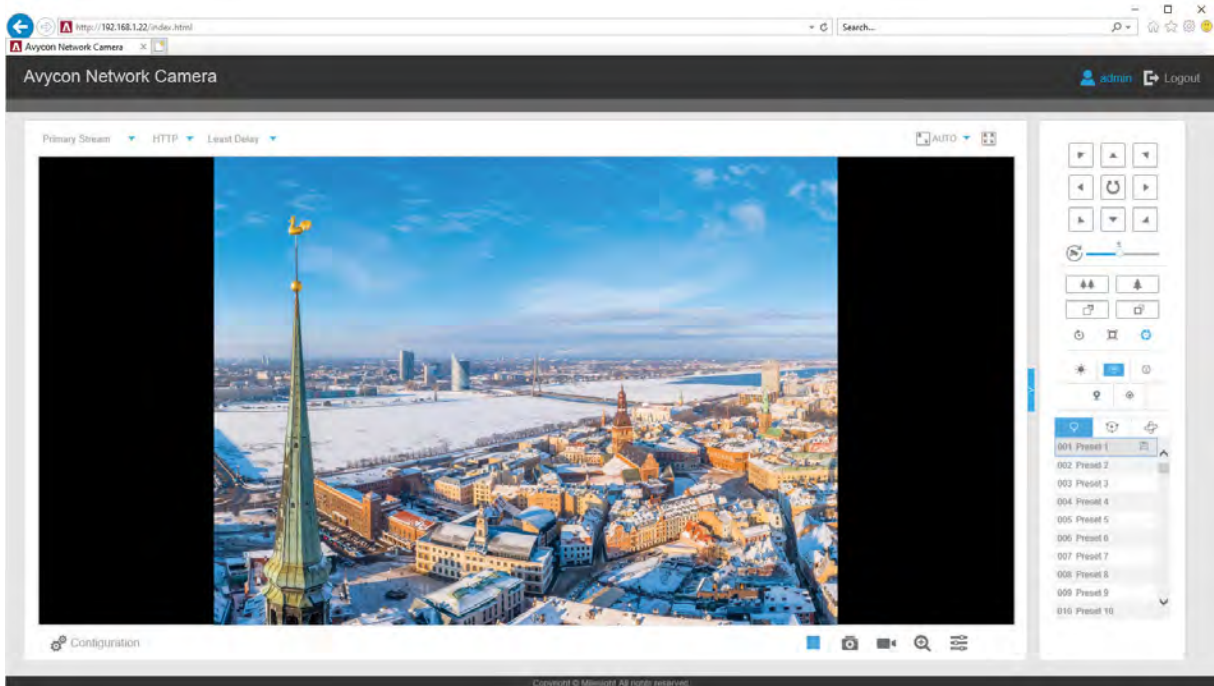 http://192.168.1.22/index.html
Search...
Avycon Network Camera
Avycon Network Camera
admin
Logout
Primary Stream
HTTP
Least Delay
AUTO
5
001 Preset 1
002 Preset 2
003 Preset 3
004 Preset 4
005 Preset 5
006 Preset 6
007 Preset 7
008 Preset 8
009 Preset 9
010 Preset 10
Configuration
Copyright © Milesight All rights reserved.